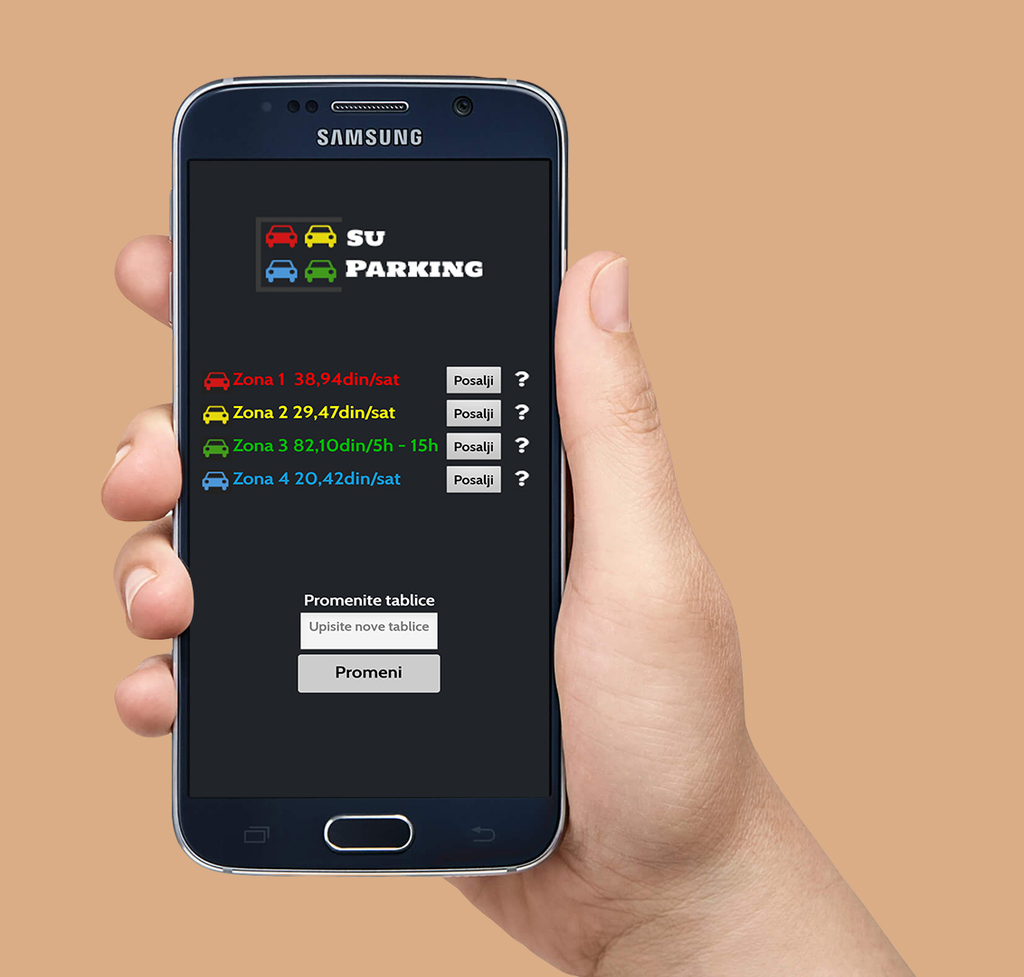 SAMSUNG
SU
PARKING
Zona 1 38,94din/sat Posalji ?
Zona 2 29,47din/sat Posalji ?
Zona 3 82,10din/5h - 15h Posalji ?
Zona 4 20,42din/sat Posalji ?
Promenite tablice
Upisite nove tablice
Promeni